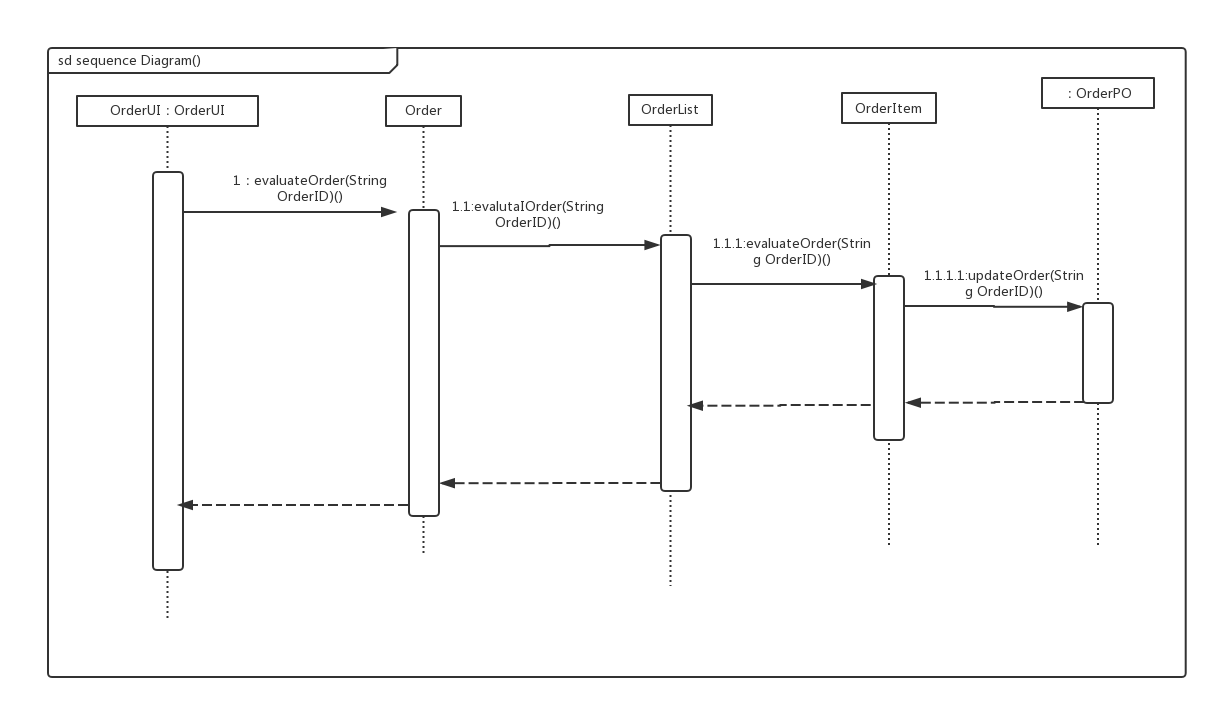 sd sequence Diagram()
OrderUI：OrderUI
Order
OrderList
OrderItem
：OrderPO
1：evaluateOrder(String
OrderID)()
1.1:evalutaIOrder(String
OrderID)()
1.1.1:evaluateOrder(Strin
g OrderID)()
1.1.1.1:updateOrder(Strin
g OrderID)()